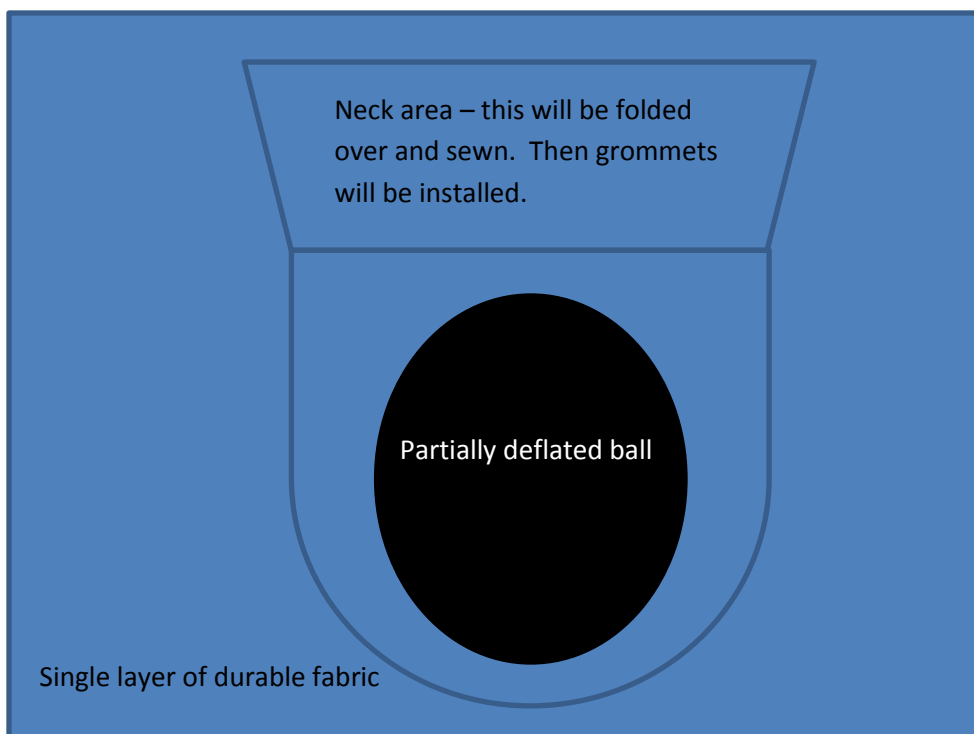 Neck area – this will be folded
over and sewn.  Then grommets
will be installed.
Partially deflated ball
Single layer of durable fabric